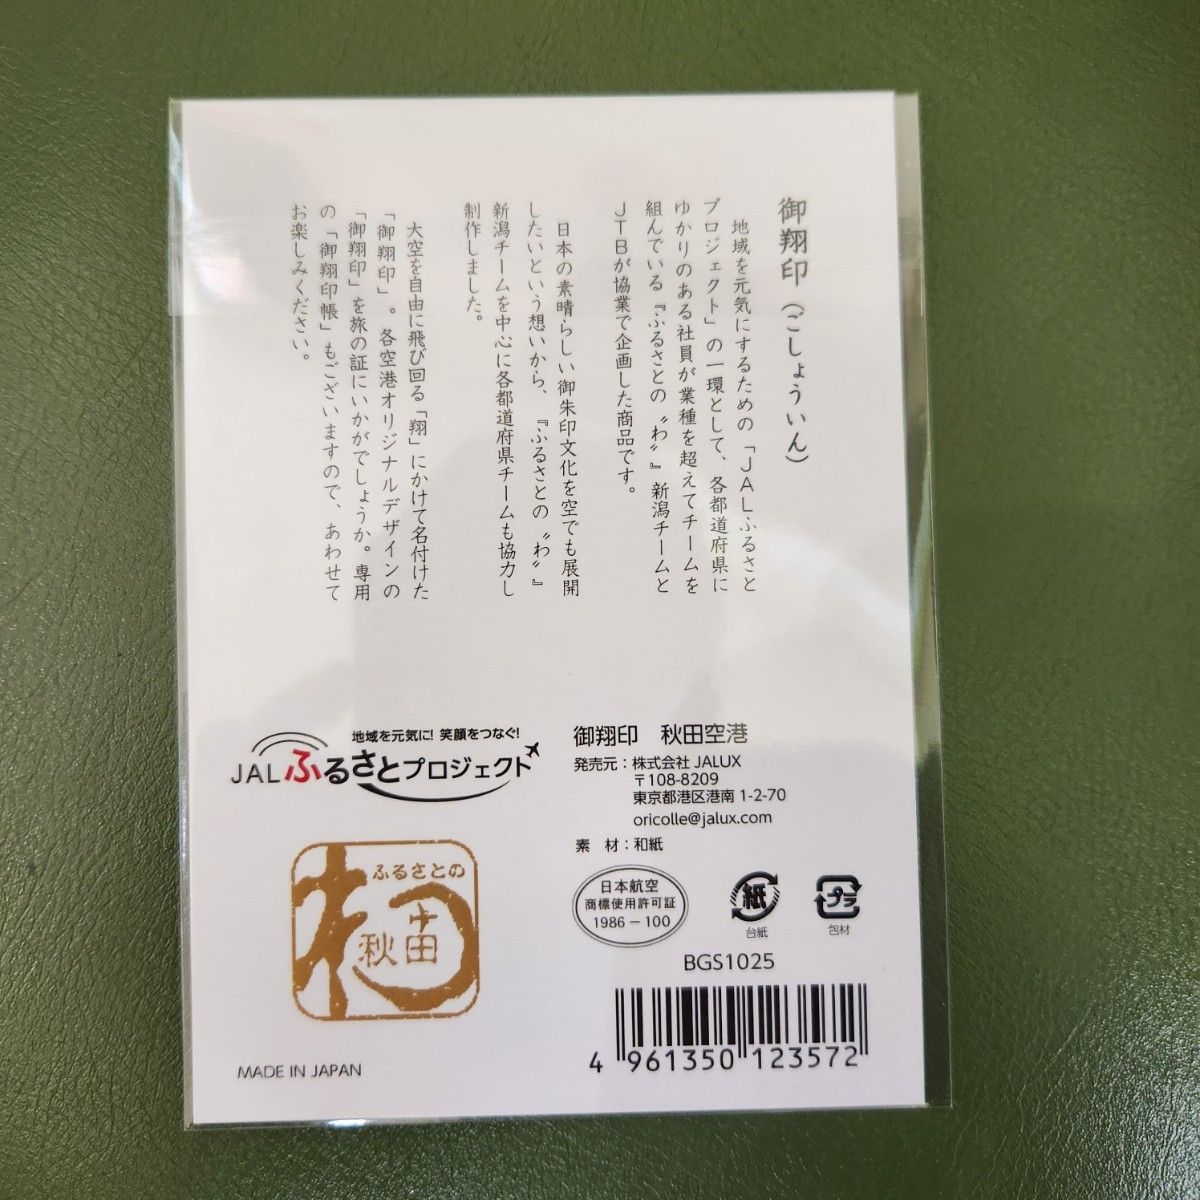 御翔印（ごしょういん）
地域を元気にするための「JALふるさと
プロジェクト」の一環として、各都道府県に
ゆかりのある社員が業種を超えてチームを
組んでいる『ふるさとの〝わ〟』新潟チームと
JTBが協業で企画した商品です。
日本の素晴らしい御朱印文化を空でも展開
したいという想いから、『ふるさとの〝わ〟』
新潟チームを中心に各都道府県チームも協力し
制作しました。
大空を自由に飛び回る「翔」にかけて名付けた
「御翔印」。各空港オリジナルデザインの
「御翔印」を旅の証にいかがでしょうか。専用
の「御翔印帳」もございますので、あわせて
お楽しみください。
地域を元気に！笑顔をつなぐ！
JALふるさとプロジェクト
ふるさとの
わ
秋田
MADE IN JAPAN
御翔印　秋田空港
発売元：株式会社 JALUX
〒108-8209
東京都港区港南 1-2-70
oricolle@jalux.com
素　材：和紙
日本航空
商標使用許可証
1986－100
紙
台紙
プラ
包材
BGS1025
4 961350 123572